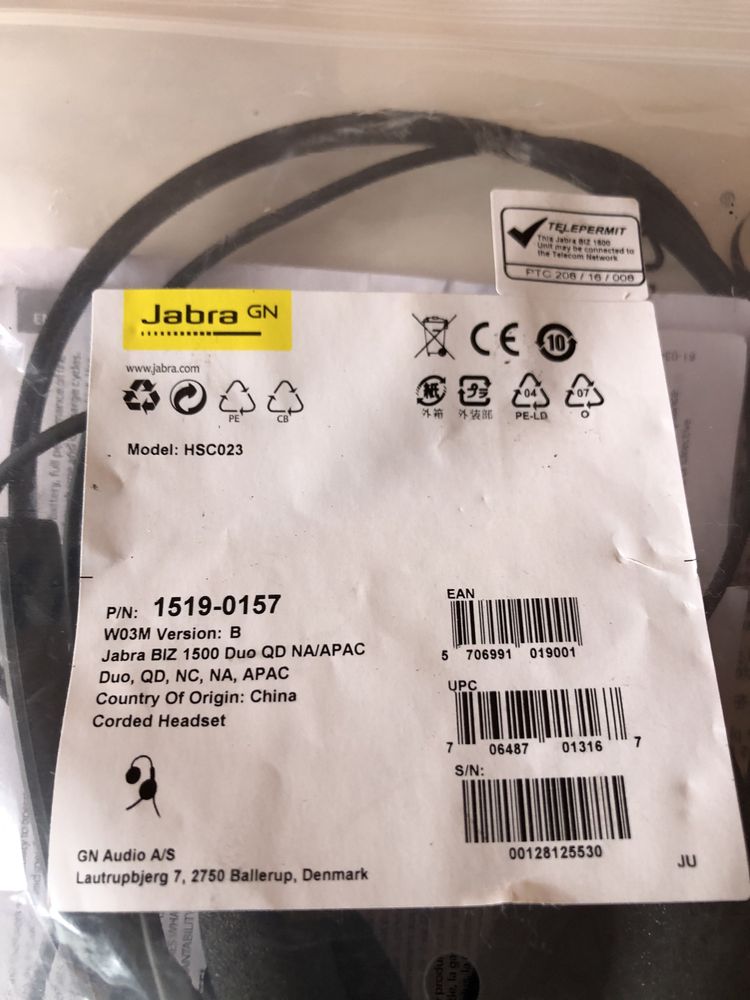 TELEPERMIT
This Jabra BIZ 1500
Unit may be connected to
the Telecom Network
PTC 208 / 16 / 008
Jabra GN
www.jabra.com
10
PE
CB
紙
プラ
04
07
外箱
外装部
PE-LD
O
Model: HSC023
P/N: 1519-0157
W03M Version: B
Jabra BIZ 1500 Duo QD NA/APAC
Duo, QD, NC, NA, APAC
Country Of Origin: China
Corded Headset
EAN
5 706991 019001
UPC
7 06487 01316 7
S/N:
00128125530
GN Audio A/S
Lautrupbjerg 7, 2750 Ballerup, Denmark
JU